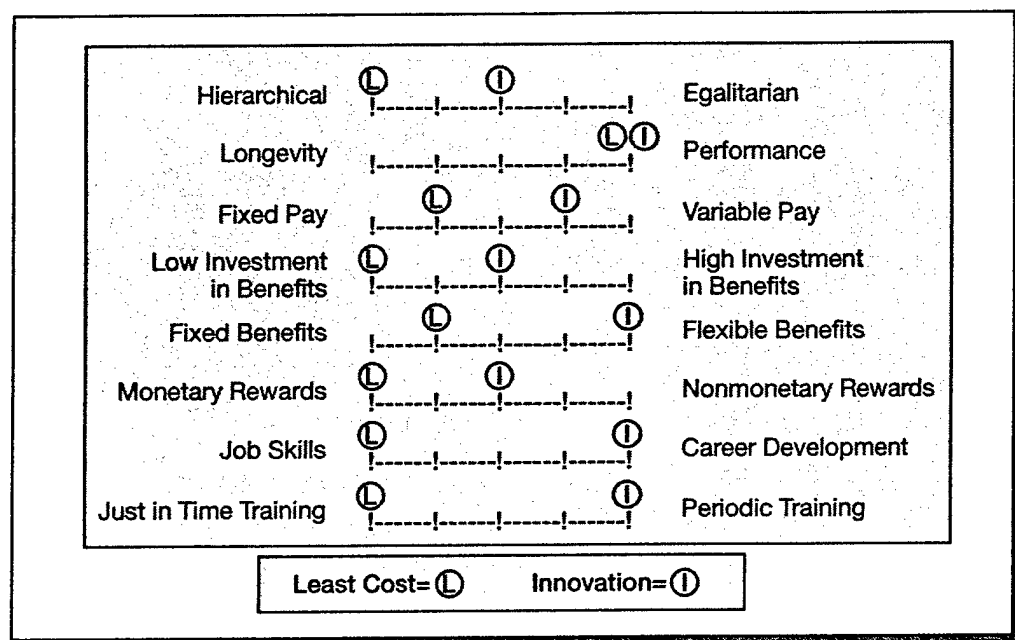 Ⓛ Ⓘ
Hierarchical !------!------!------!------! Egalitarian
ⓁⒾ
Longevity !------!------!------!------! Performance
Ⓛ Ⓘ
Fixed Pay !------!------!------!------! Variable Pay
Low Investment Ⓛ Ⓘ High Investment
in Benefits !------!------!------!------! in Benefits
Ⓛ Ⓘ
Fixed Benefits !------!------!------!------! Flexible Benefits
Ⓛ Ⓘ
Monetary Rewards !------!------!------!------! Nonmonetary Rewards
Ⓛ Ⓘ
Job Skills !------!------!------!------! Career Development
Ⓛ Ⓘ
Just in Time Training !------!------!------!------! Periodic Training
Least Cost=Ⓛ Innovation=Ⓘ